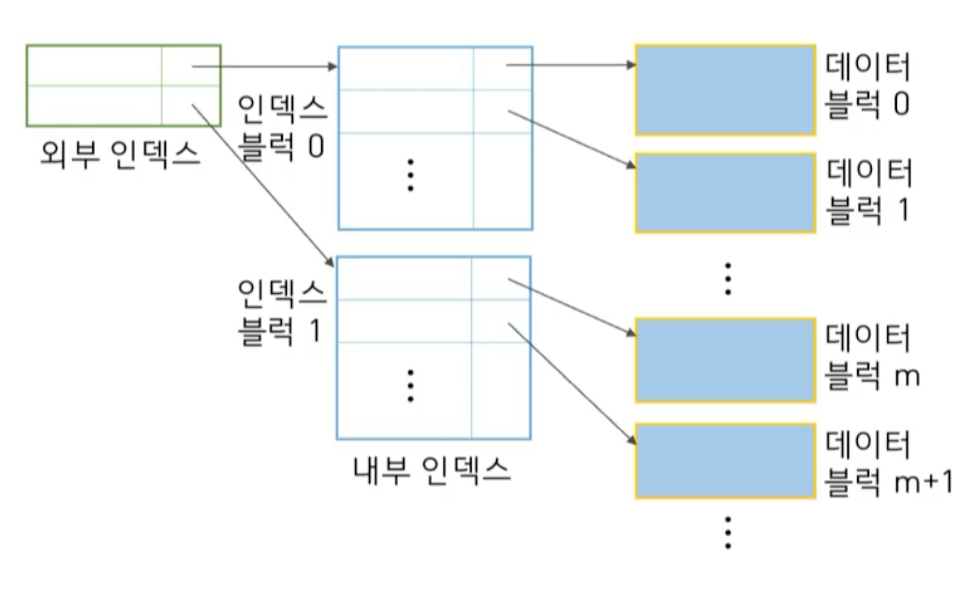 외부 인덱스
인덱스
블럭 0
인덱스
블럭 1
내부 인덱스
데이터
블럭 0
데이터
블럭 1
데이터
블럭 m
데이터
블럭 m+1